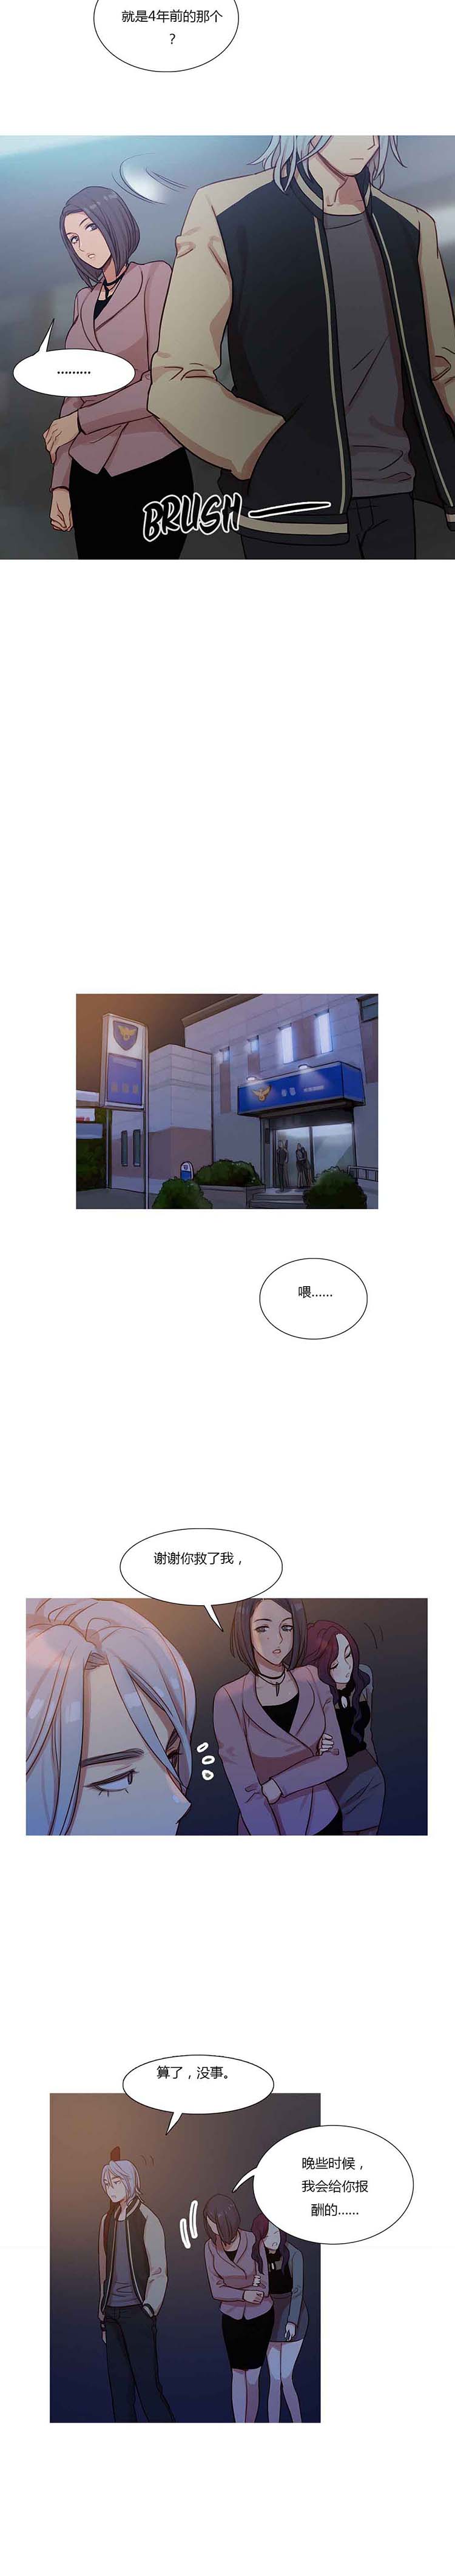 就是4年前的那个
?
………
BRUSH
喂……
谢谢你救了我，
算了，没事。
晚些时候，
我会给你报
酬的……